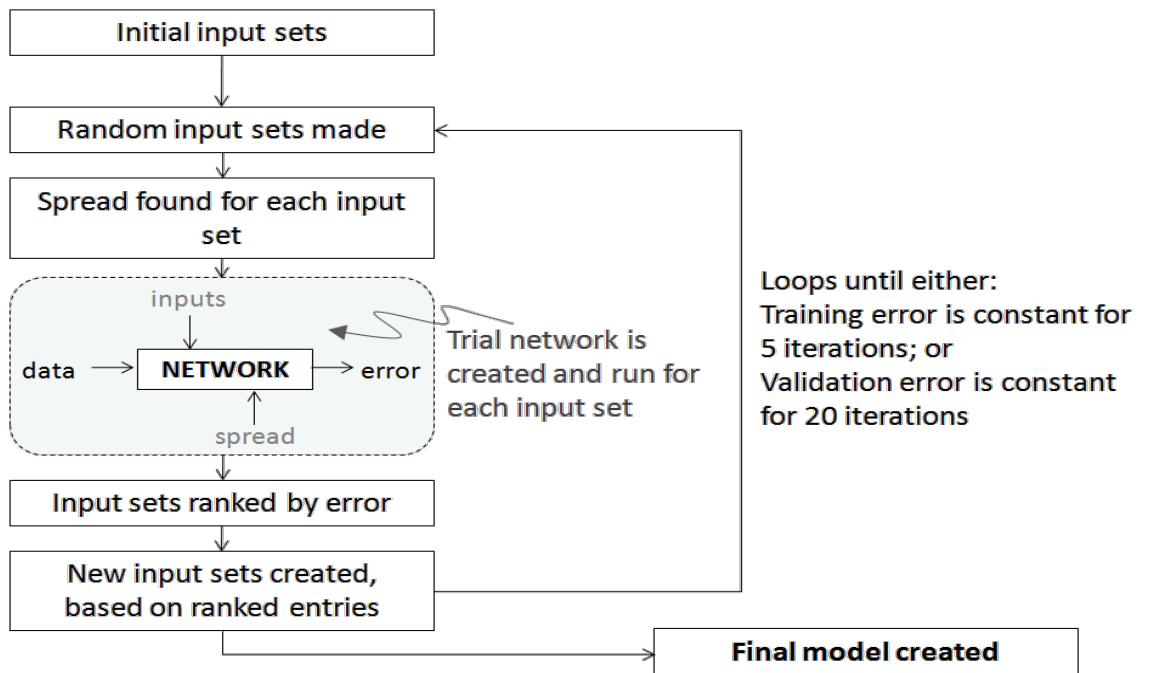 Initial input sets
Random input sets made
Spread found for each input
set
inputs
data
NETWORK
error
spread
Trial network is
created and run for
each input set
Loops until either:
Training error is constant for
5 iterations; or
Validation error is constant
for 20 iterations
Input sets ranked by error
New input sets created,
based on ranked entries
Final model created